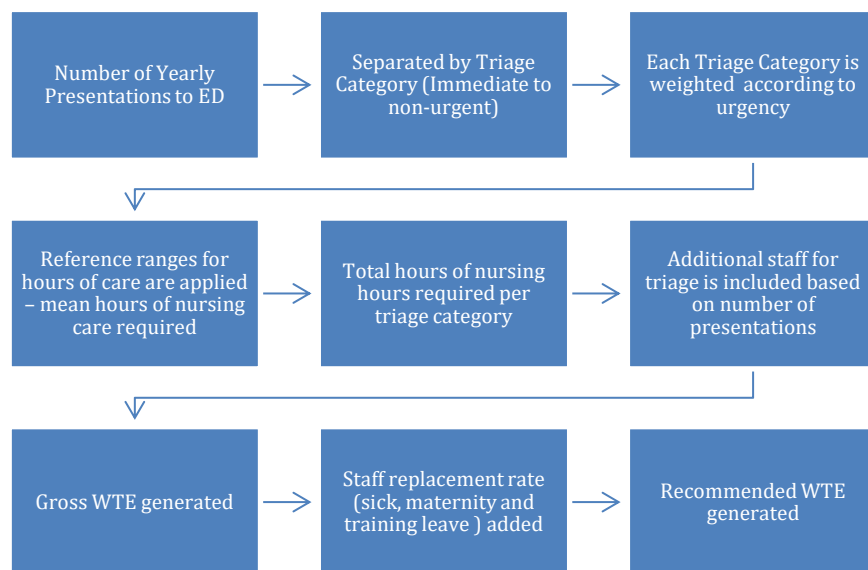 Number of Yearly
Presentations to ED
Separated by Triage
Category (Immediate to
non-urgent)
Each Triage Category is
weighted according to
urgency
Reference ranges for
hours of care are applied
– mean hours of nursing
care required
Total hours of nursing
hours required per
triage category
Additional staff for
triage is included based
on number of
presentations
Gross WTE generated
Staff replacement rate
(sick, maternity and
training leave ) added
Recommended WTE
generated